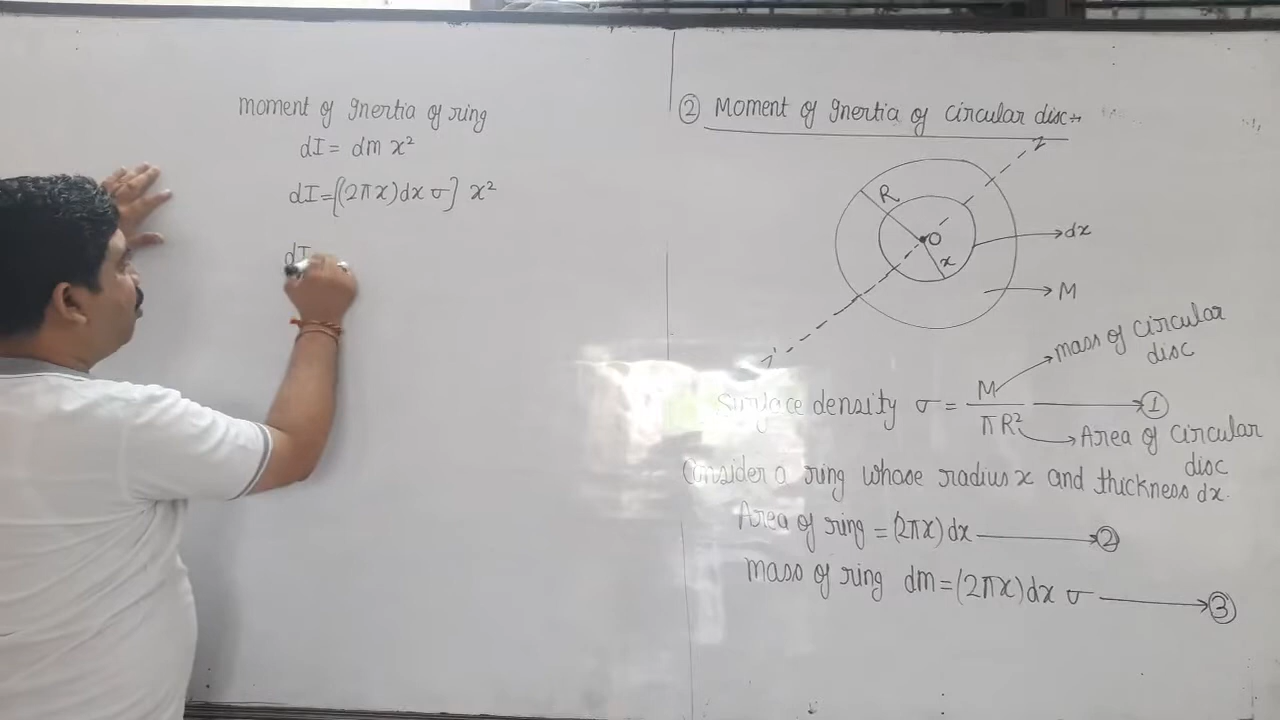 moment of Inertia of ring
dI = dm x²
dI=[(2πx)dx σ] x²
dI
② Moment of Inertia of circular disc:-
z
R
O
x
dx
M
z'
mass of circular
disc
Surface density σ = M/πR² → ①
Area of circular
disc
Consider a ring whose radius x and thickness dx.
Area of ring = (2πx)dx → ②
mass of ring dm=(2πx)dx σ → ③